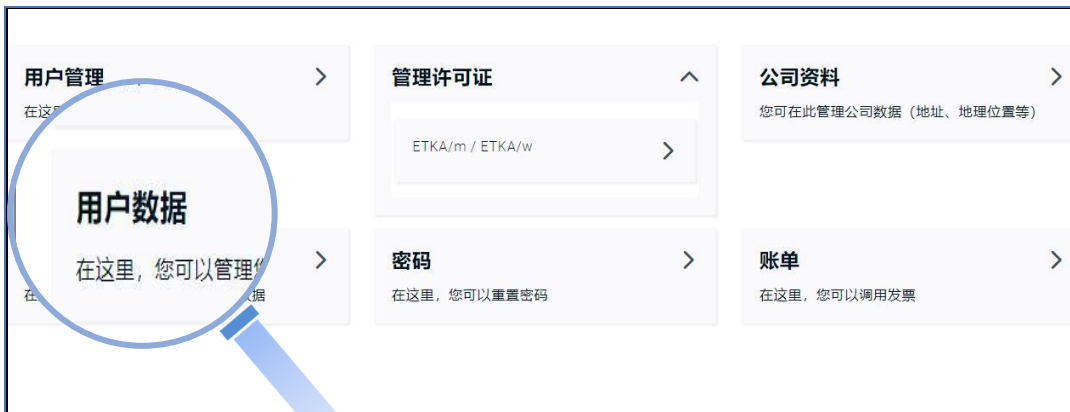 用户管理
在这
管理许可证
ETKA/m / ETKA/w
公司资料
您可在此管理公司数据（地址、地理位置等）
用户数据
在这里，您可以管理
在
据
密码
在这里，您可以重置密码
账单
在这里，您可以调用发票